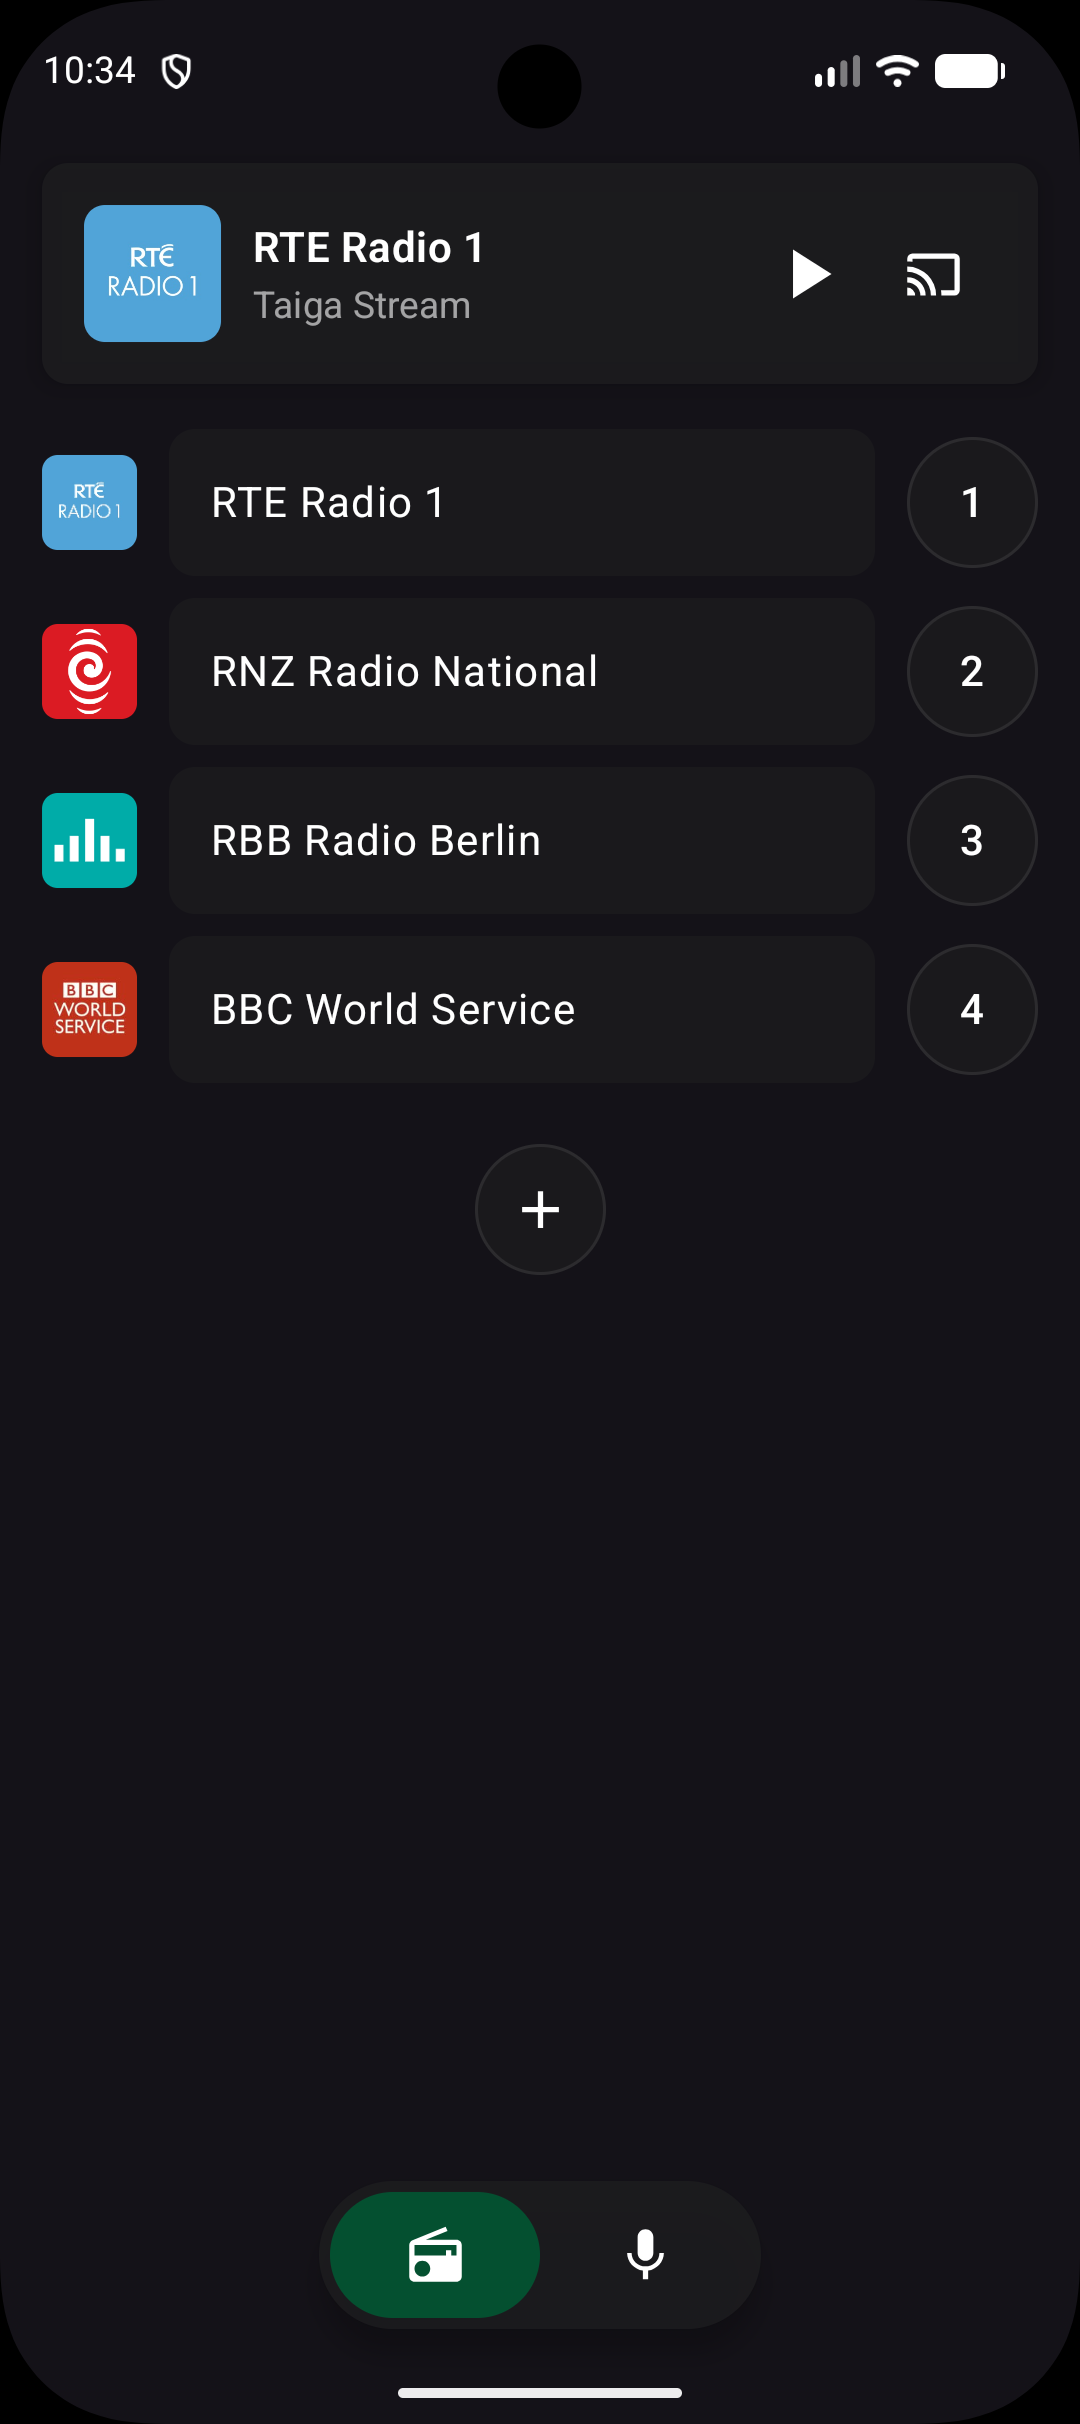 10:34
RTÉ
RADIO 1
RTE Radio 1
Taiga Stream
RTÉ
RADIO 1
RTE Radio 1
1
RNZ Radio National
2
RBB Radio Berlin
3
BBC
WORLD
SERVICE
BBC World Service
4
+